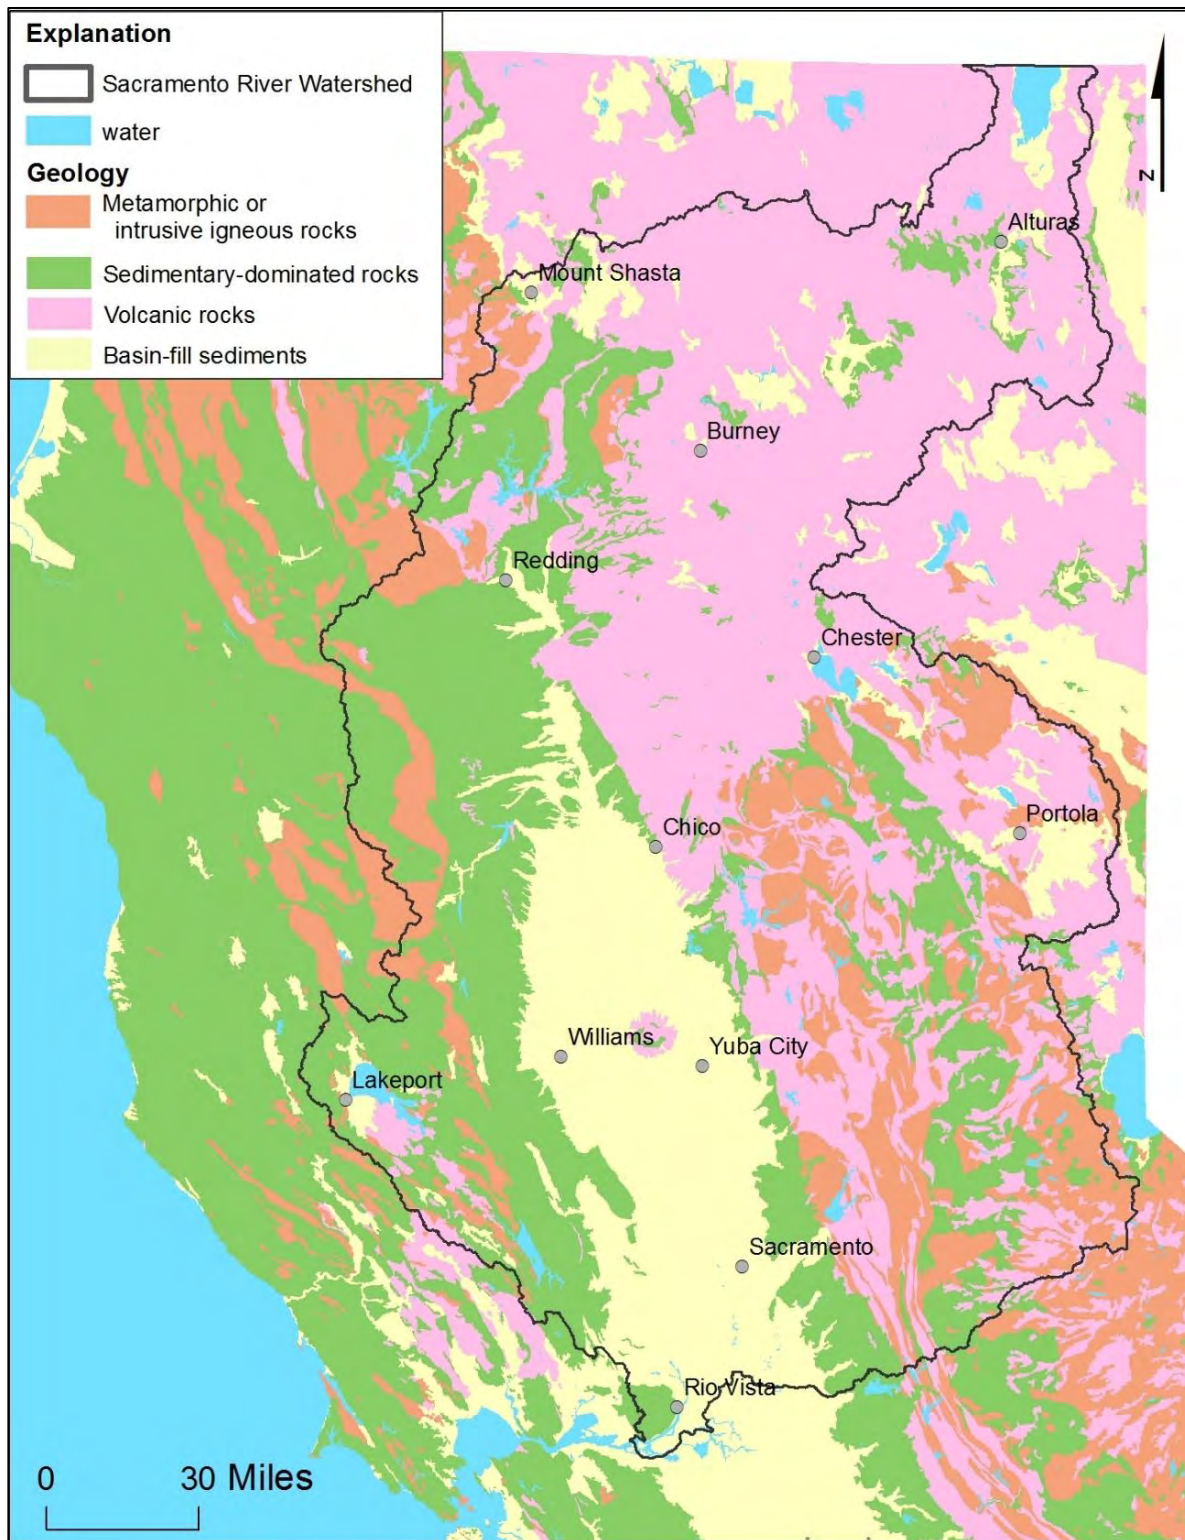 Explanation
Sacramento River Watershed
water
Geology
Metamorphic or
intrusive igneous rocks
Sedimentary-dominated rocks
Volcanic rocks
Basin-fill sediments
N
Alturas
Mount Shasta
Burney
Redding
Chester
Chico
Portola
Williams
Yuba City
Lakeport
Sacramento
Rio Vista
0 30 Miles